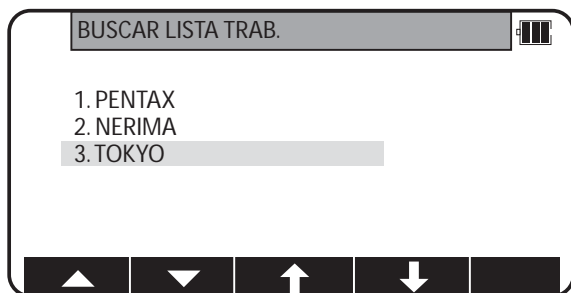 BUSCAR LISTA TRAB.
1. PENTAX
2. NERIMA
3. TOKYO